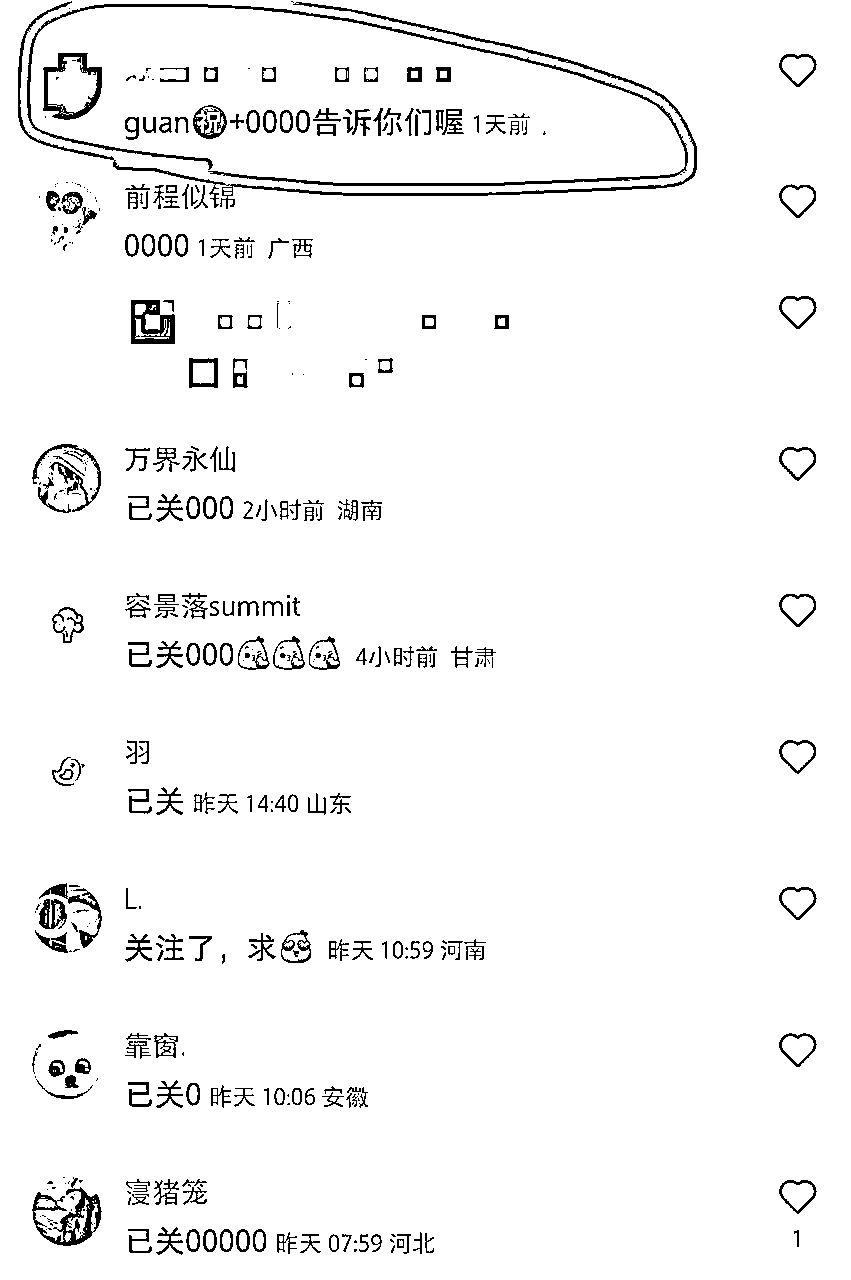 guan㊗️+0000告诉你们喔 1天前
前程似锦
0000 1天前 广西
万界永仙
已关000 2小时前 湖南
容景落summit
已关000 4小时前 甘肃
羽
已关 昨天 14:40 山东
L.
关注了，求 昨天 10:59 河南
靠窗.
已关0 昨天 10:06 安徽
寖猪笼
已关00000 昨天 07:59 河北
1